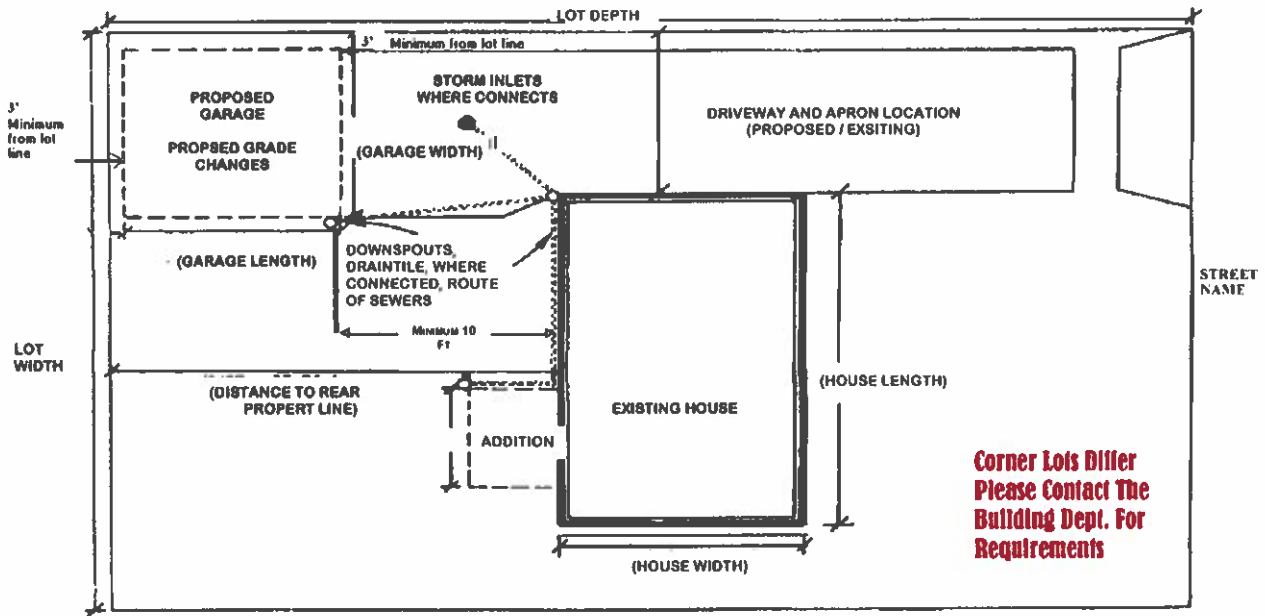 LOT DEPTH
3' Minimum from lot line
3'
Minimum
from lot
line
PROPOSED
GARAGE
PROPSED GRADE
CHANGES
STORM INLETS
WHERE CONNECTS
(GARAGE WIDTH)
DRIVEWAY AND APRON LOCATION
(PROPOSED / EXSITING)
(GARAGE LENGTH)
DOWNSPOUTS,
DRAINTILE, WHERE
CONNECTED, ROUTE
OF SEWERS
STREET
NAME
MINIMUM 10
FT
LOT
WIDTH
(DISTANCE TO REAR
PROPERT LINE)
(HOUSE LENGTH)
EXISTING HOUSE
ADDITION
Corner Lots Differ
Please Contact The
Building Dept. For
Requirements
(HOUSE WIDTH)